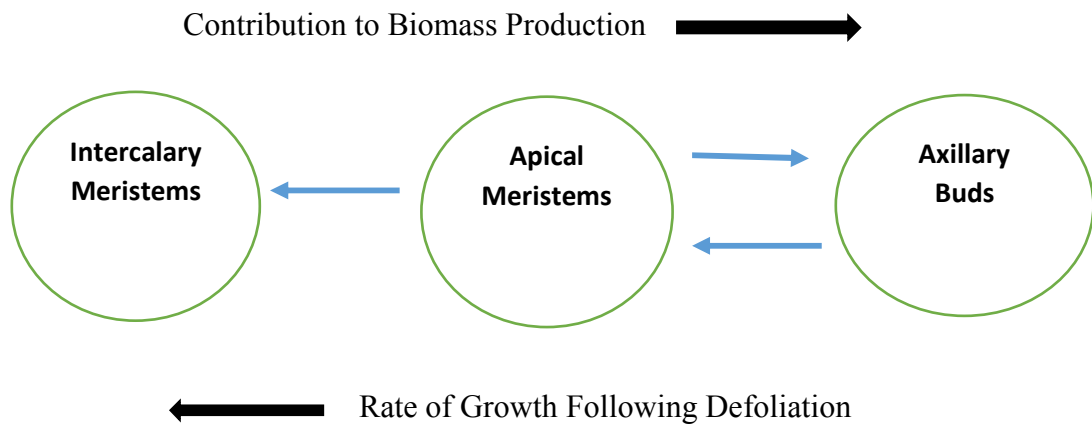 Contribution to Biomass Production
Intercalary
Meristems
Apical
Meristems
Axillary
Buds
Rate of Growth Following Defoliation